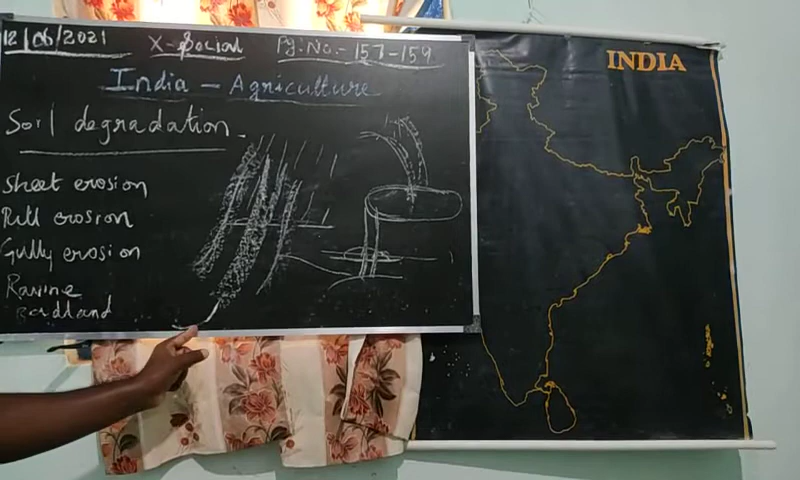 12/06/2021 X-Social Pg.No.- 157-159
India - Agriculture
Soil degradation.
Sheet erosion
Rill erosion
Gully erosion
Ravine
Badland
INDIA